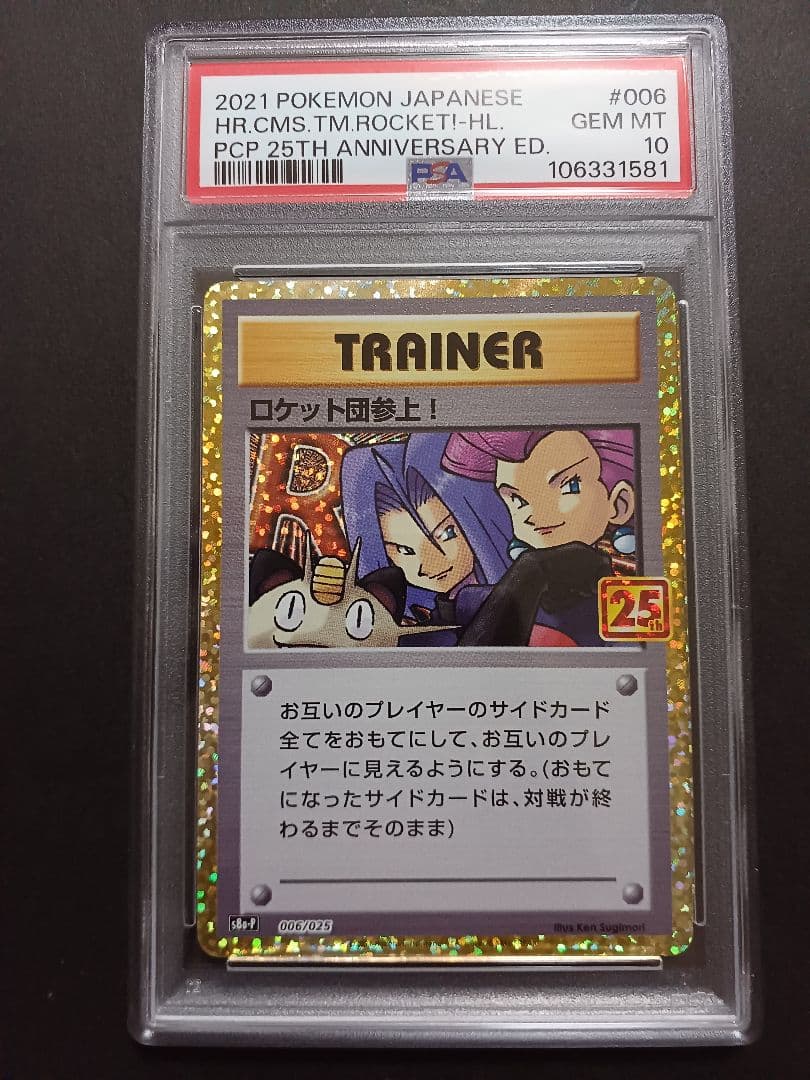 2021 POKEMON JAPANESE #006
HR.CMS.TM.ROCKET!-HL. GEM MT
PCP 25TH ANNIVERSARY ED. 10
PSA 106331581
TRAINER
ロケット団参上!
25th
お互いのプレイヤーのサイドカード
全てをおもてにして、お互いのプレ
イヤーに見えるようにする。(おもて
になったサイドカードは、対戦が終
わるまでそのまま)
s8a-P 006/025 Illus. Ken Sugimori